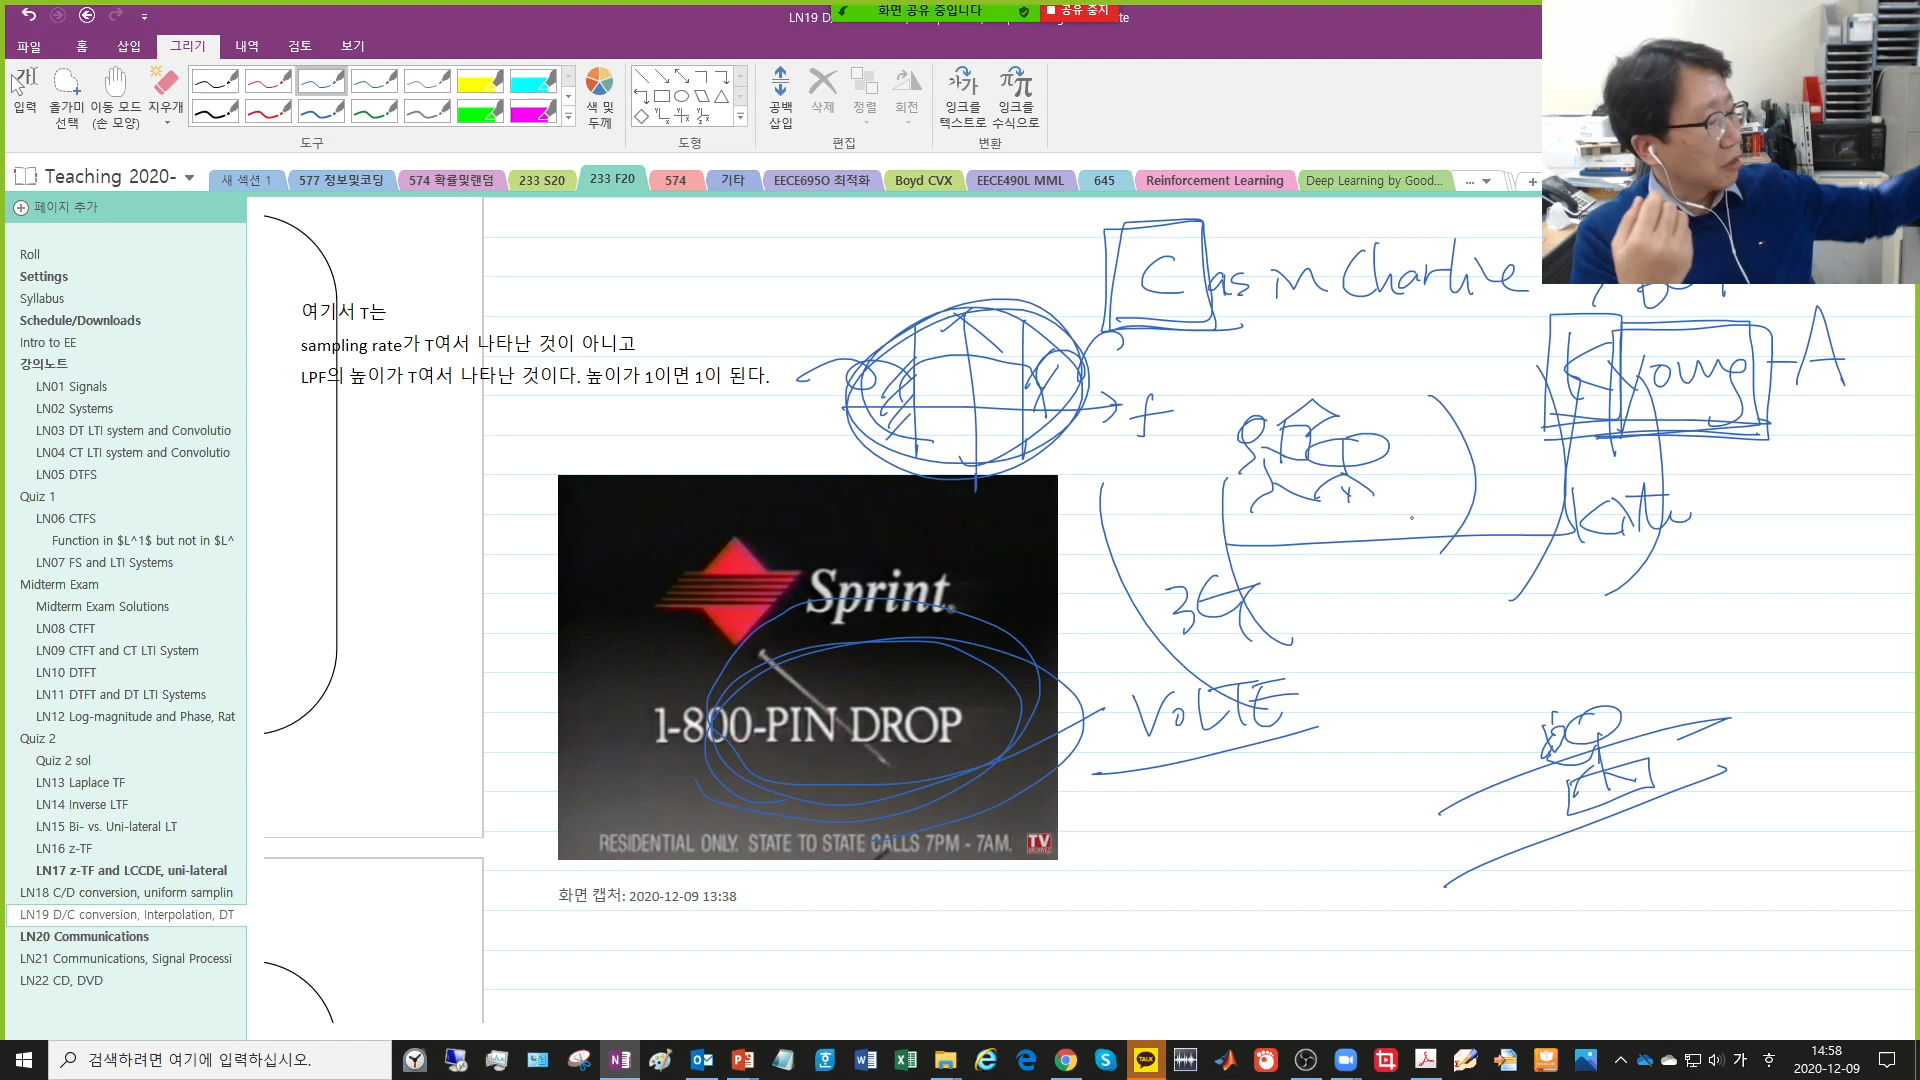 LN19 D/
화면 공유 중입니다
공유 중지
te
파일 홈 삽입 그리기 내역 검토 보기
입력
올가미 선택
이동 모드 (손 모양)
지우개
색 및 두께
공백 삽입
삭제
정렬
회전
잉크를 텍스트로
잉크를 수식으로
도구
도형
편집
변환
Teaching 2020-
새 섹션 1
577 정보및코딩
574 확률및랜덤
233 S20
233 F20
574
기타
EECE695O 최적화
Boyd CVX
EECE490L MML
645
Reinforcement Learning
Deep Learning by Good...
...
페이지 추가
Roll
Settings
Syllabus
Schedule/Downloads
Intro to EE
강의노트
LN01 Signals
LN02 Systems
LN03 DT LTI system and Convolutio
LN04 CT LTI system and Convolutio
LN05 DTFS
Quiz 1
LN06 CTFS
Function in $L^1$ but not in $L^
LN07 FS and LTI Systems
Midterm Exam
Midterm Exam Solutions
LN08 CTFT
LN09 CTFT and CT LTI System
LN10 DTFT
LN11 DTFT and DT LTI Systems
LN12 Log-magnitude and Phase, Rat
Quiz 2
Quiz 2 sol
LN13 Laplace TF
LN14 Inverse LTF
LN15 Bi- vs. Uni-lateral LT
LN16 z-TF
LN17 z-TF and LCCDE, uni-lateral
LN18 C/D conversion, uniform samplin
LN19 D/C conversion, Interpolation, DT
LN20 Communications
LN21 Communications, Signal Processi
LN22 CD, DVD
여기서 T는
sampling rate가 T여서 나타난 것이 아니고
LPF의 높이가 T여서 나타난 것이다. 높이가 1이면 1이 된다.
C as in Charlie
Kyoung-A
f
Kate
3G
VoLTE
Sprint.
1-800-PIN DROP
RESIDENTIAL ONLY. STATE TO STATE CALLS 7PM - 7AM.
TV
화면 캡처: 2020-12-09 13:38
검색하려면 여기에 입력하십시오.
TALK
가
14:58
2020-12-09